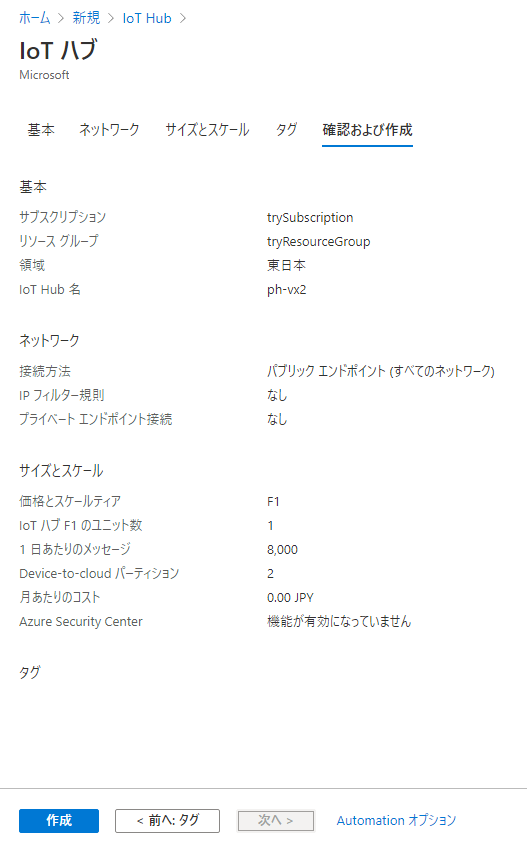 ホーム > 新規 > IoT Hub >
IoT ハブ
Microsoft
基本 ネットワーク サイズとスケール タグ 確認および作成
基本
サブスクリプション trySubscription
リソース グループ tryResourceGroup
領域 東日本
IoT Hub 名 ph-vx2
ネットワーク
接続方法 パブリック エンドポイント (すべてのネットワーク)
IP フィルター規則 なし
プライベート エンドポイント接続 なし
サイズとスケール
価格とスケールティア F1
IoT ハブ F1 のユニット数 1
1 日あたりのメッセージ 8,000
Device-to-cloud パーティション 2
月あたりのコスト 0.00 JPY
Azure Security Center 機能が有効になっていません
タグ
作成 < 前へ: タグ 次へ > Automation オプション